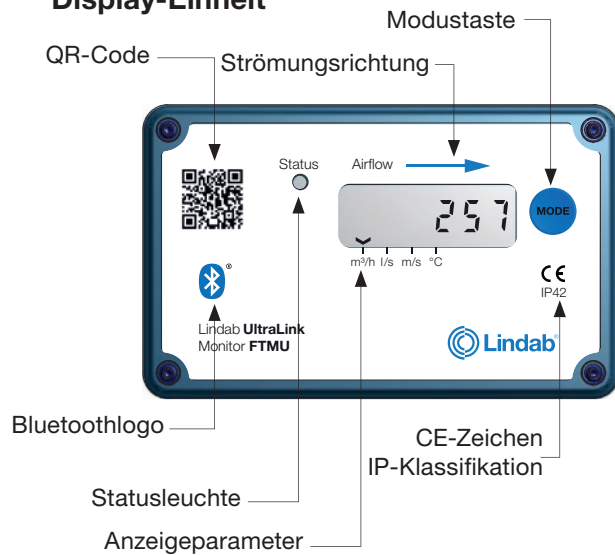 Display-Einheit
Modustaste
QR-Code
Strömungsrichtung
Status
Airflow
257
MODE
m³/h l/s m/s °C
CE
IP42
®
Lindab UltraLink
Monitor FTMU
Lindab®
Bluetoothlogo
CE-Zeichen
IP-Klassifikation
Statusleuchte
Anzeigeparameter